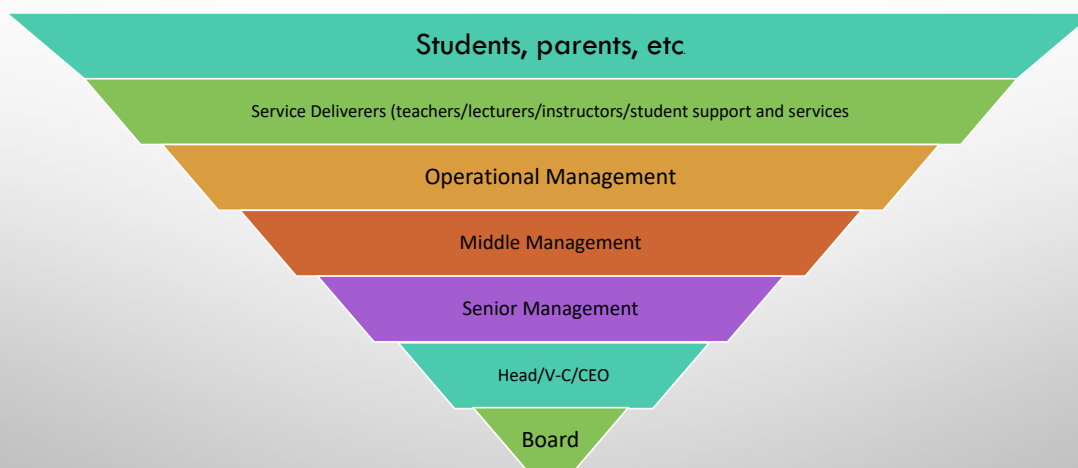 Students, parents, etc.
Service Deliverers (teachers/lecturers/instructors/student support and services
Operational Management
Middle Management
Senior Management
Head/V-C/CEO
Board